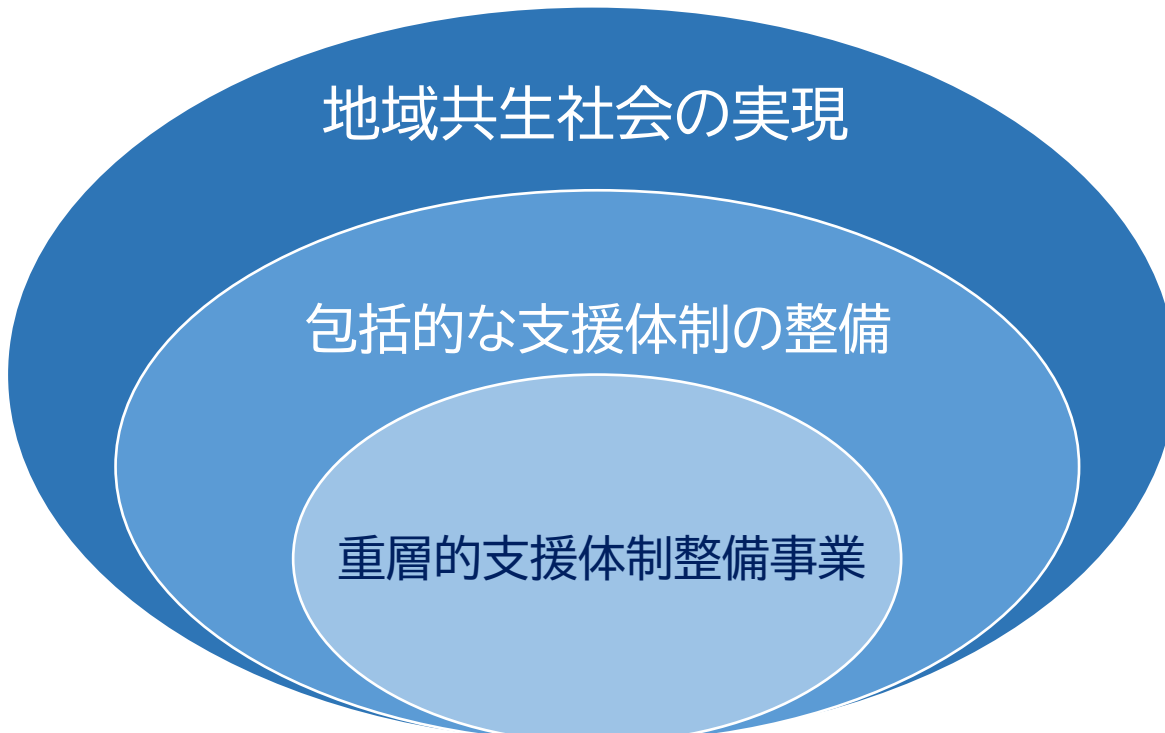 地域共生社会の実現
包括的な支援体制の整備
重層的支援体制整備事業